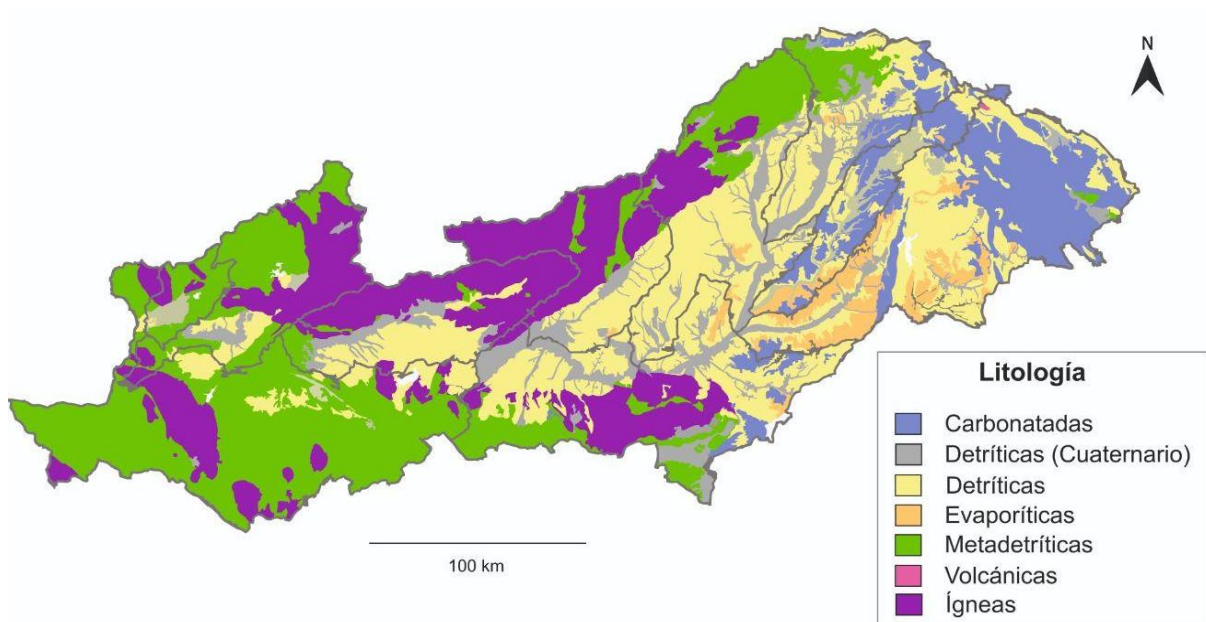 N
Litología
Carbonatadas
Detríticas (Cuaternario)
Detríticas
Evaporíticas
Metadetríticas
Volcánicas
Ígneas
100 km